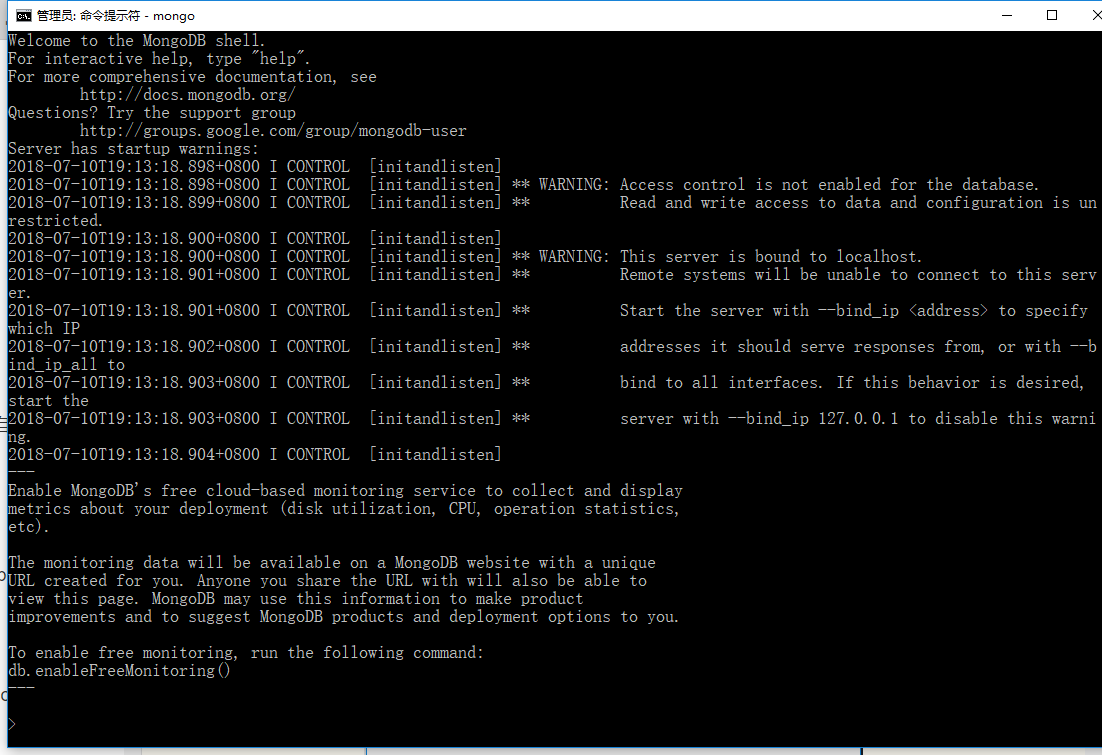 管理员: 命令提示符 - mongo
Welcome to the MongoDB shell.
For interactive help, type "help".
For more comprehensive documentation, see
        http://docs.mongodb.org/
Questions? Try the support group
        http://groups.google.com/group/mongodb-user
Server has startup warnings:
2018-07-10T19:13:18.898+0800 I CONTROL  [initandlisten]
2018-07-10T19:13:18.898+0800 I CONTROL  [initandlisten] ** WARNING: Access control is not enabled for the database.
2018-07-10T19:13:18.899+0800 I CONTROL  [initandlisten] **          Read and write access to data and configuration is un
restricted.
2018-07-10T19:13:18.900+0800 I CONTROL  [initandlisten]
2018-07-10T19:13:18.900+0800 I CONTROL  [initandlisten] ** WARNING: This server is bound to localhost.
2018-07-10T19:13:18.901+0800 I CONTROL  [initandlisten] **          Remote systems will be unable to connect to this serv
er.
2018-07-10T19:13:18.901+0800 I CONTROL  [initandlisten] **          Start the server with --bind_ip <address> to specify
which IP
2018-07-10T19:13:18.902+0800 I CONTROL  [initandlisten] **          addresses it should serve responses from, or with --b
ind_ip_all to
2018-07-10T19:13:18.903+0800 I CONTROL  [initandlisten] **          bind to all interfaces. If this behavior is desired,
start the
2018-07-10T19:13:18.903+0800 I CONTROL  [initandlisten] **          server with --bind_ip 127.0.0.1 to disable this warni
ng.
2018-07-10T19:13:18.904+0800 I CONTROL  [initandlisten]
---
Enable MongoDB's free cloud-based monitoring service to collect and display
metrics about your deployment (disk utilization, CPU, operation statistics,
etc).
The monitoring data will be available on a MongoDB website with a unique
URL created for you. Anyone you share the URL with will also be able to
view this page. MongoDB may use this information to make product
improvements and to suggest MongoDB products and deployment options to you.
To enable free monitoring, run the following command:
db.enableFreeMonitoring()
---
>